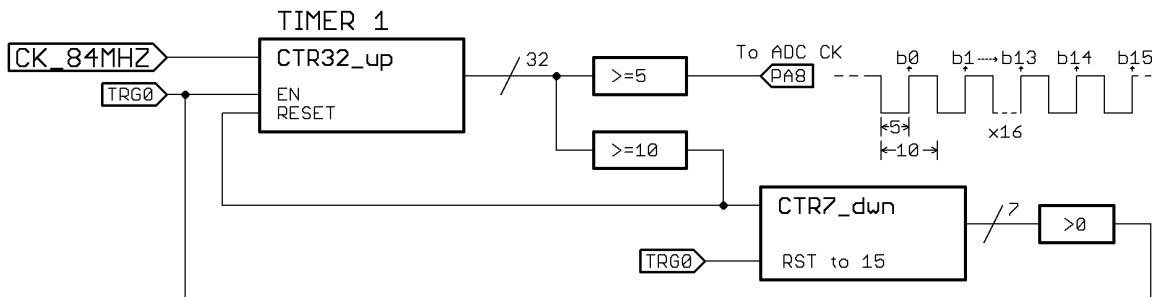 TIMER 1
CK_84MHZ
CTR32_up
TRG0
EN
RESET
32
>=5
To ADC CK
PA8
b0 b1 b13 b14 b15
5
10
x16
>=10
CTR7_dwn
7
>0
TRG0
RST to 15